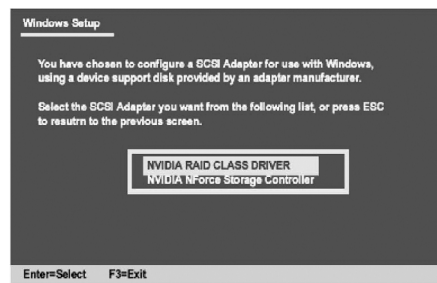 Windows Setup
You have chosen to configure a SCSI Adapter for use with Windows,
using a device support disk provided by an adapter manufacturer.
Select the SCSI Adapter you want from the following list, or press ESC
to resutrn to the previous screen.
NVIDIA RAID CLASS DRIVER
NVIDIA NForce Storage Controller
Enter=Select F3=Exit